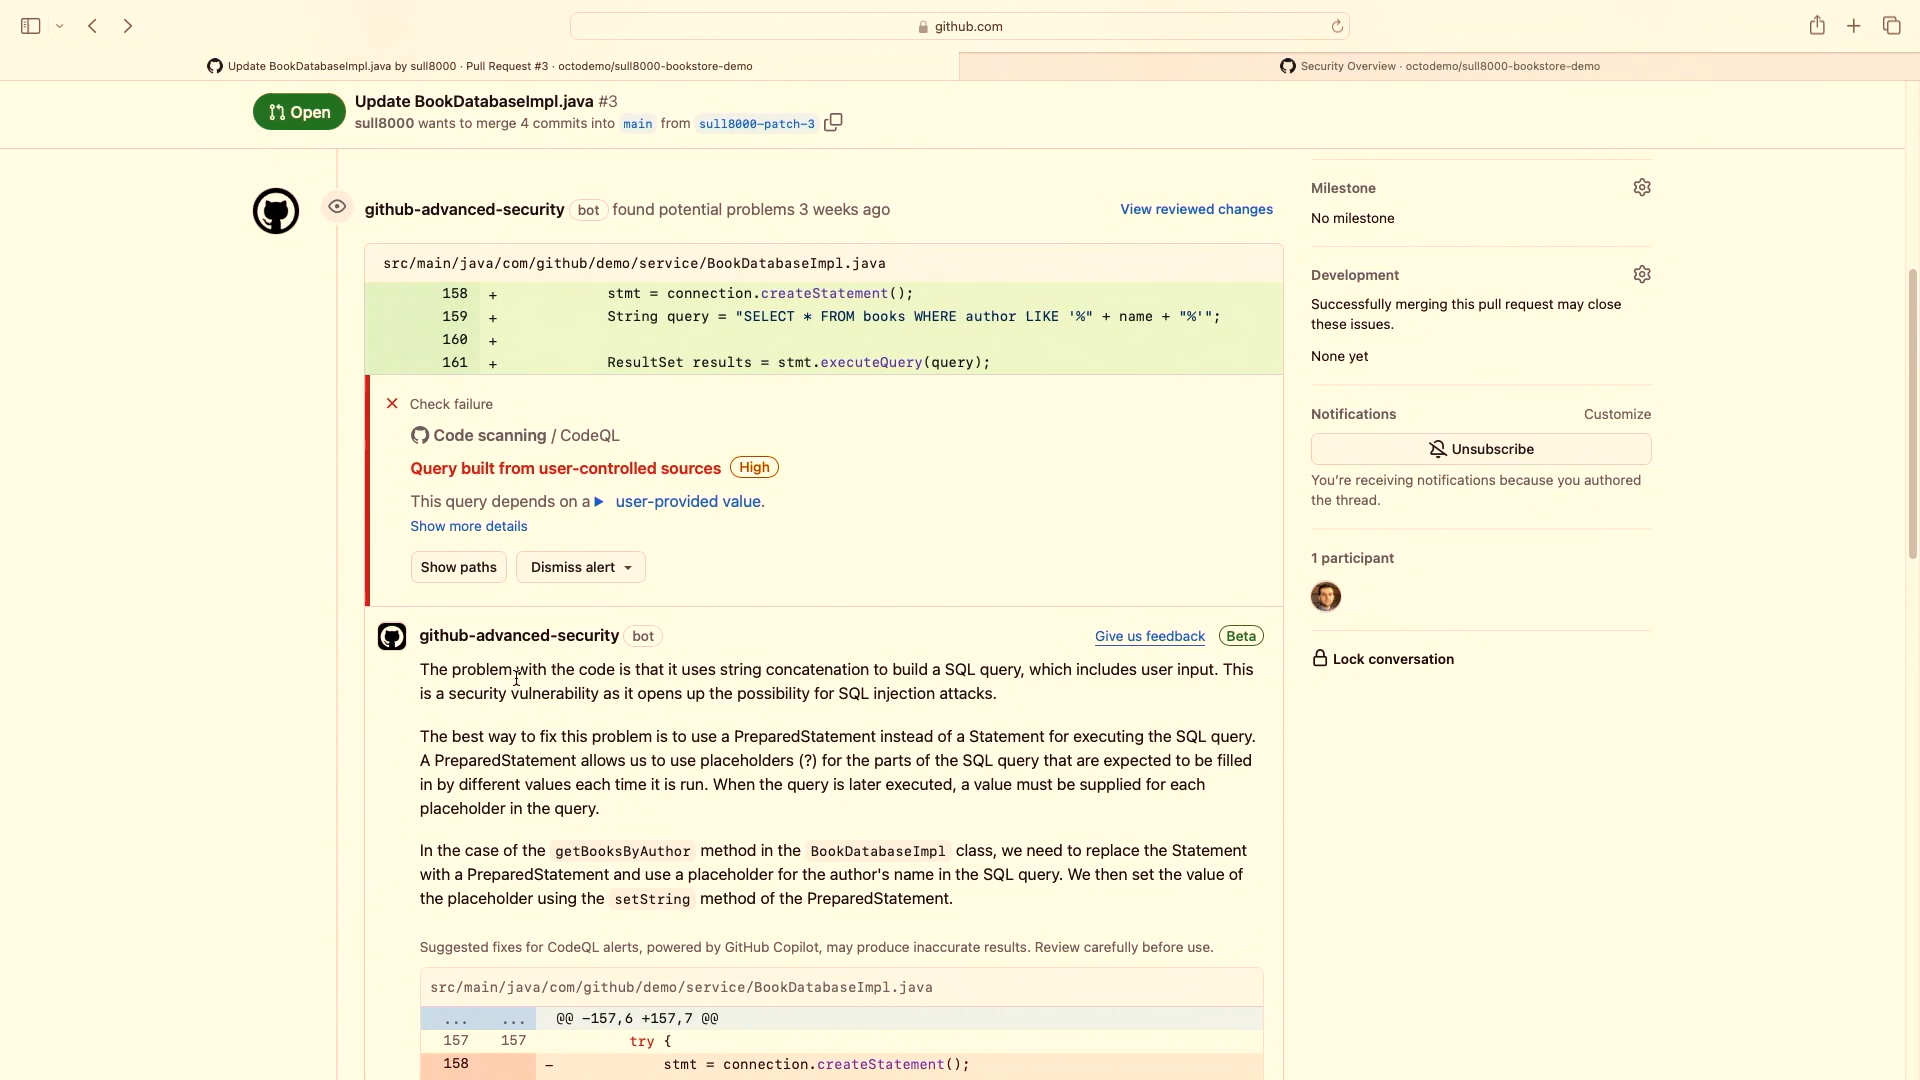 github.com
Update BookDatabaseImpl.java by sull8000 · Pull Request #3 · octodemo/sull8000-bookstore-demo
Security Overview · octodemo/sull8000-bookstore-demo
Open
Update BookDatabaseImpl.java #3
sull8000 wants to merge 4 commits into main from sull8000-patch-3
github-advanced-security bot found potential problems 3 weeks ago
View reviewed changes
src/main/java/com/github/demo/service/BookDatabaseImpl.java
158 + stmt = connection.createStatement();
159 + String query = "SELECT * FROM books WHERE author LIKE '%" + name + "%'";
160 +
161 + ResultSet results = stmt.executeQuery(query);
Check failure
Code scanning / CodeQL
Query built from user-controlled sources High
This query depends on a user-provided value.
Show more details
Show paths
Dismiss alert
github-advanced-security bot
Give us feedback
Beta
The problem with the code is that it uses string concatenation to build a SQL query, which includes user input. This
is a security vulnerability as it opens up the possibility for SQL injection attacks.
The best way to fix this problem is to use a PreparedStatement instead of a Statement for executing the SQL query.
A PreparedStatement allows us to use placeholders (?) for the parts of the SQL query that are expected to be filled
in by different values each time it is run. When the query is later executed, a value must be supplied for each
placeholder in the query.
In the case of the getBooksByAuthor method in the BookDatabaseImpl class, we need to replace the Statement
with a PreparedStatement and use a placeholder for the author's name in the SQL query. We then set the value of
the placeholder using the setString method of the PreparedStatement.
Suggested fixes for CodeQL alerts, powered by GitHub Copilot, may produce inaccurate results. Review carefully before use.
src/main/java/com/github/demo/service/BookDatabaseImpl.java
... ... @@ -157,6 +157,7 @@
157 157 try {
158 - stmt = connection.createStatement();
Milestone
No milestone
Development
Successfully merging this pull request may close
these issues.
None yet
Notifications
Customize
Unsubscribe
You're receiving notifications because you authored
the thread.
1 participant
Lock conversation